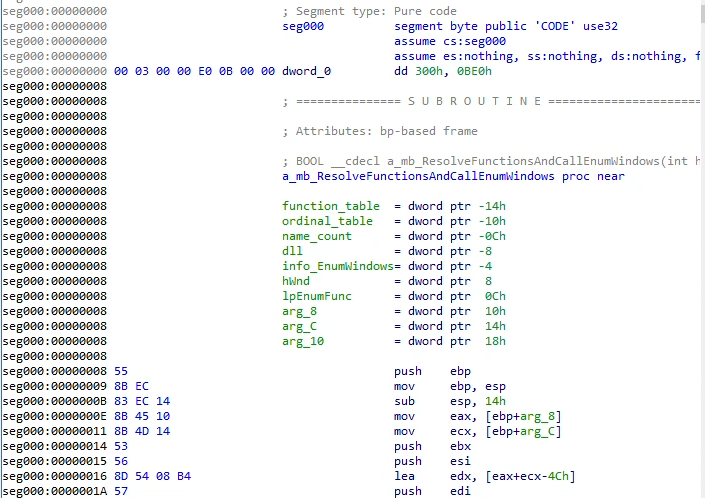 seg000:00000000 ; Segment type: Pure code
seg000:00000000 seg000 segment byte public 'CODE' use32
seg000:00000000 assume cs:seg000
seg000:00000000 assume es:nothing, ss:nothing, ds:nothing, f
seg000:00000000 00 03 00 00 E0 0B 00 00 dword_0 dd 300h, 0BE0h
seg000:00000008
seg000:00000008 ; =============== S U B R O U T I N E =======================
seg000:00000008
seg000:00000008 ; Attributes: bp-based frame
seg000:00000008
seg000:00000008 ; BOOL __cdecl a_mb_ResolveFunctionsAndCallEnumWindows(int h
seg000:00000008 a_mb_ResolveFunctionsAndCallEnumWindows proc near
seg000:00000008
seg000:00000008 function_table = dword ptr -14h
seg000:00000008 ordinal_table = dword ptr -10h
seg000:00000008 name_count = dword ptr -0Ch
seg000:00000008 dll = dword ptr -8
seg000:00000008 info_EnumWindows= dword ptr -4
seg000:00000008 hWnd = dword ptr 8
seg000:00000008 lpEnumFunc = dword ptr 0Ch
seg000:00000008 arg_8 = dword ptr 10h
seg000:00000008 arg_C = dword ptr 14h
seg000:00000008 arg_10 = dword ptr 18h
seg000:00000008
seg000:00000008 55 push ebp
seg000:00000009 8B EC mov ebp, esp
seg000:0000000B 83 EC 14 sub esp, 14h
seg000:0000000E 8B 45 10 mov eax, [ebp+arg_8]
seg000:00000011 8B 4D 14 mov ecx, [ebp+arg_C]
seg000:00000014 53 push ebx
seg000:00000015 56 push esi
seg000:00000016 8D 54 08 B4 lea edx, [eax+ecx-4Ch]
seg000:0000001A 57 push edi